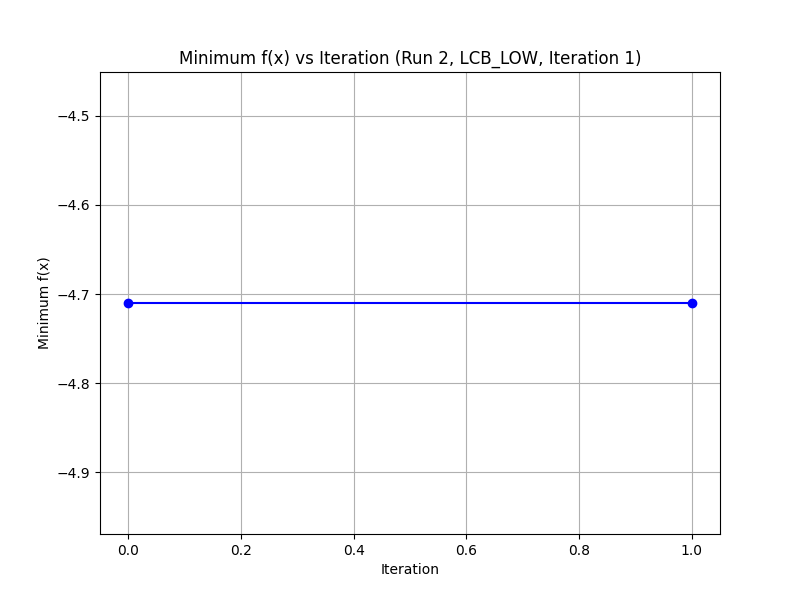 Minimum f(x) vs Iteration (Run 2, LCB_LOW, Iteration 1)
Minimum f(x)
−4.5
−4.6
−4.7
−4.8
−4.9
0.0 0.2 0.4 0.6 0.8 1.0
Iteration